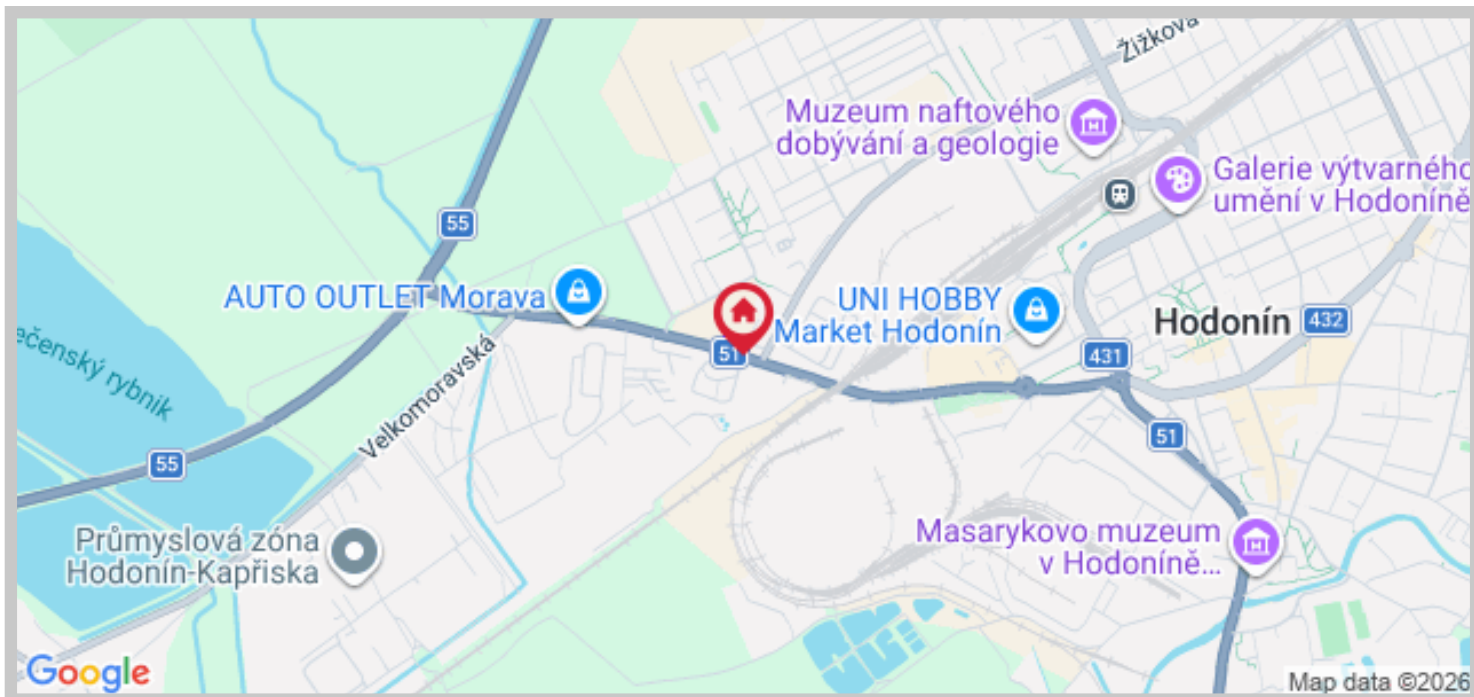 Žižkova
Muzeum naftového
dobývání a geologie
Galerie výtvarného
umění v Hodoníně
55
AUTO OUTLET Morava
UNI HOBBY
Market Hodonín
Hodonín
432
51
431
ečenský rybnik
Velkomoravská
51
55
Masarykovo muzeum
v Hodoníně...
Průmyslová zóna
Hodonín-Kapřiska
Google
Map data ©2026